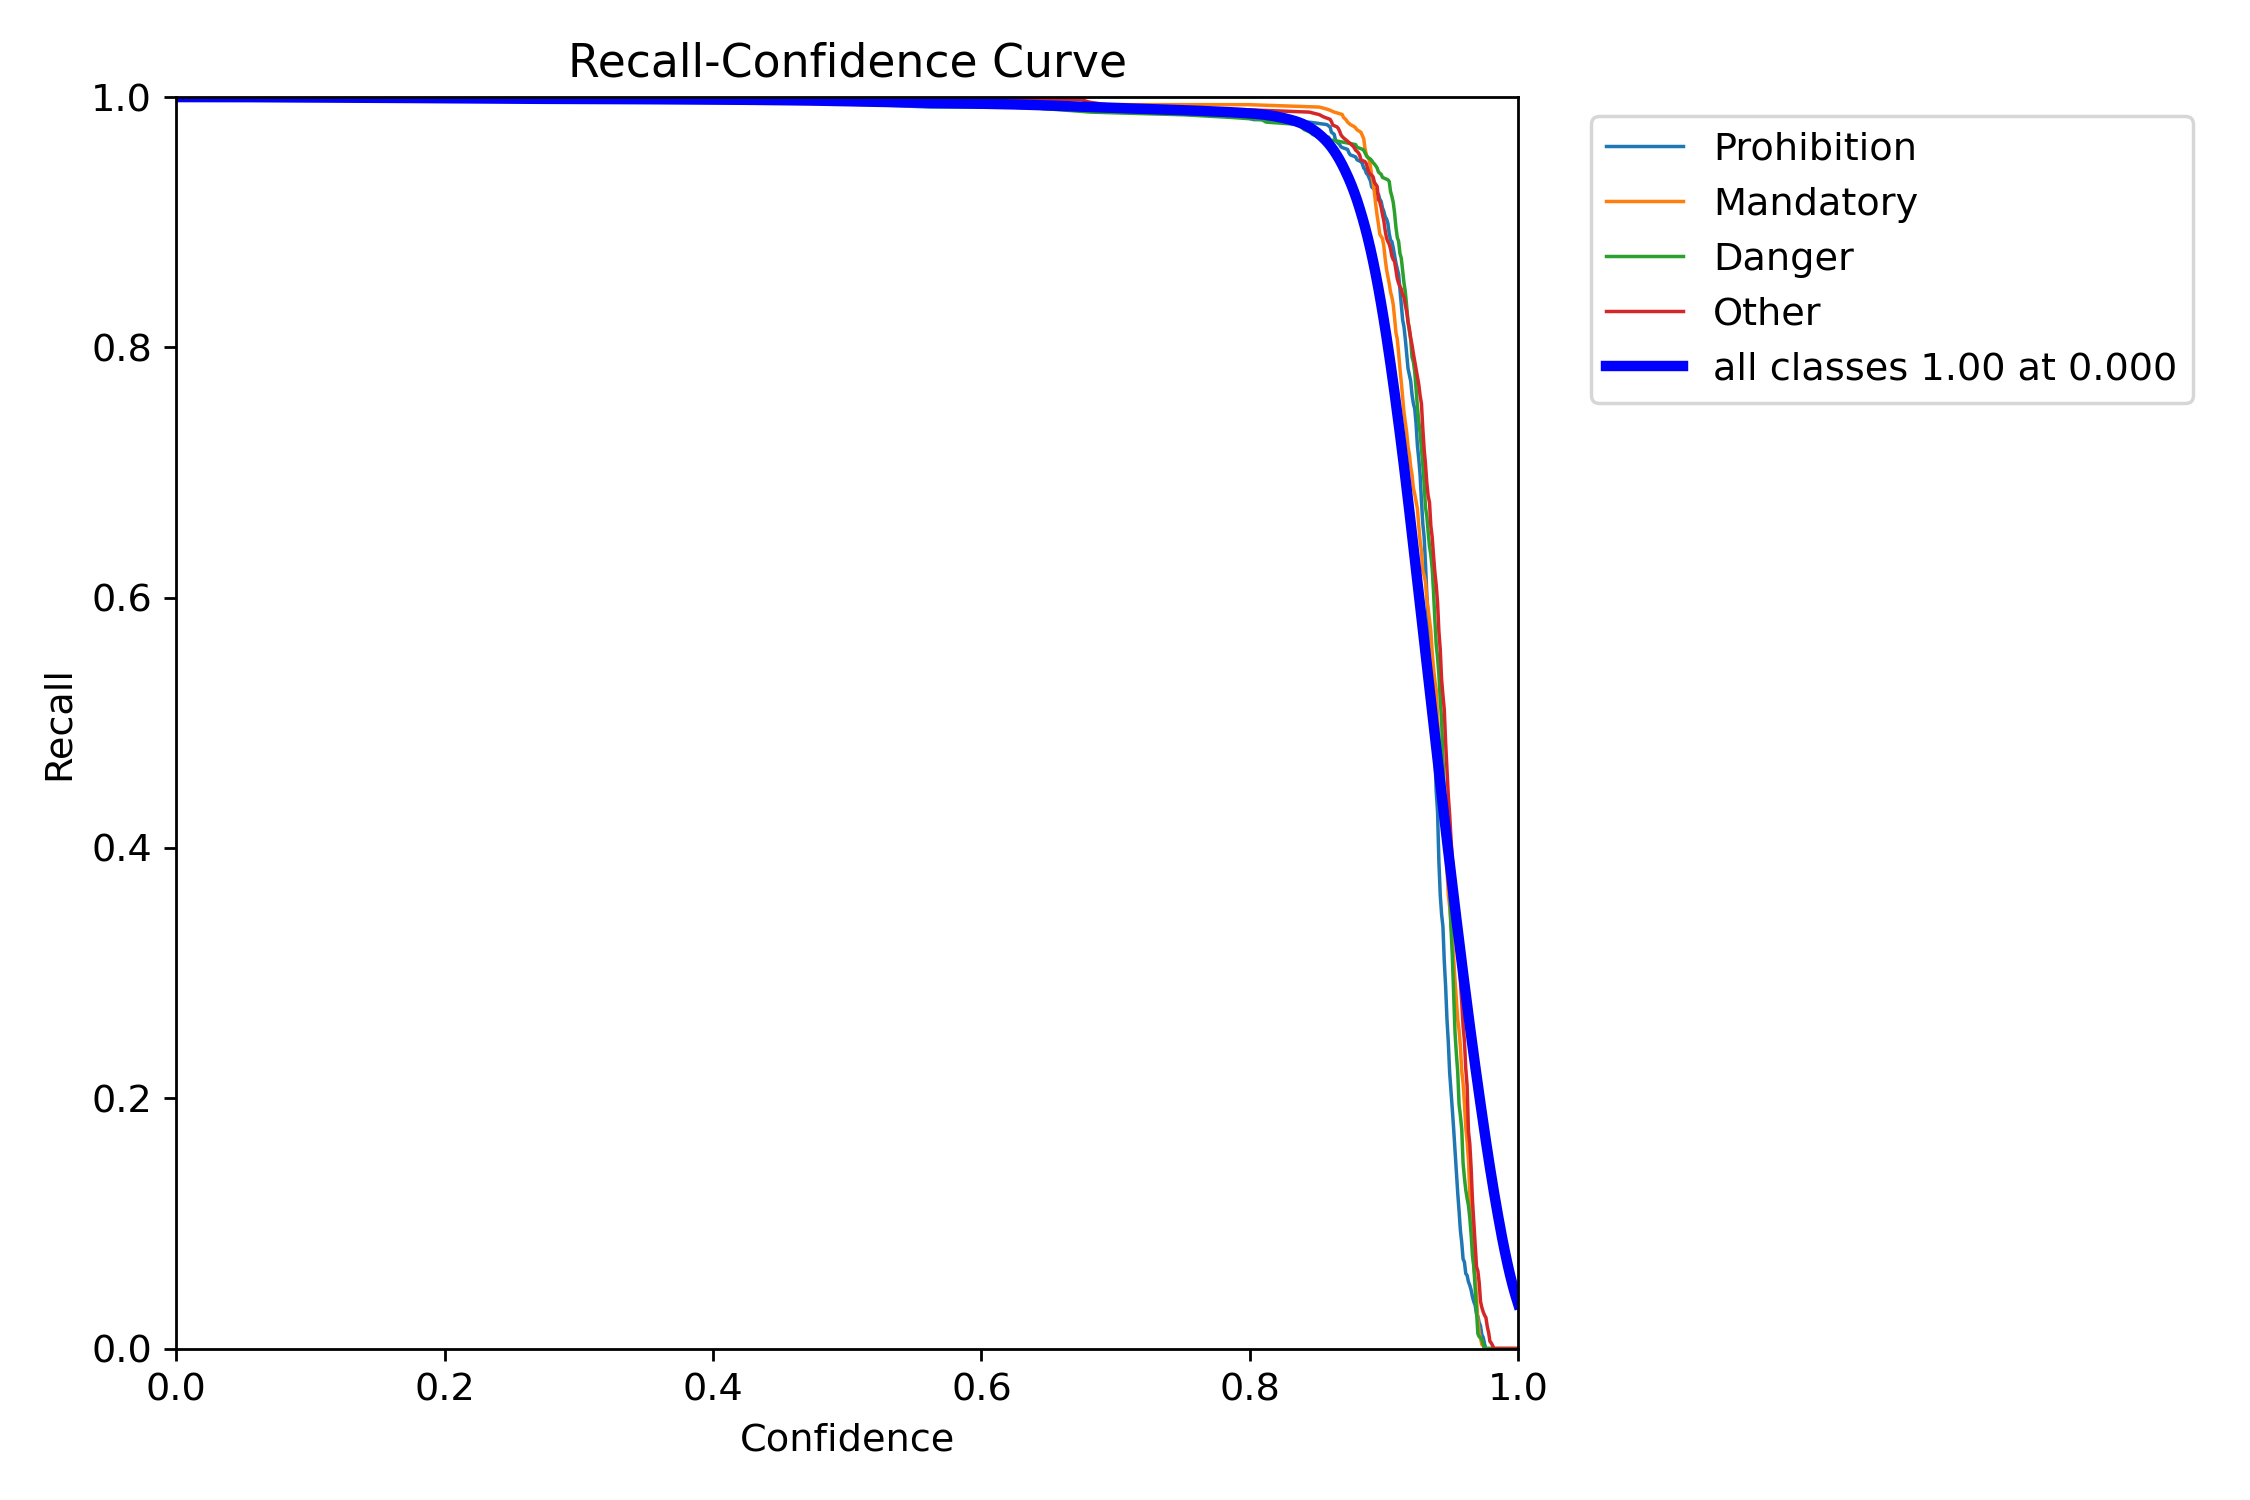 Recall-Confidence Curve
1.0
0.8
0.6
0.4
0.2
0.0
Recall
0.0 0.2 0.4 0.6 0.8 1.0
Confidence
Prohibition
Mandatory
Danger
Other
all classes 1.00 at 0.000